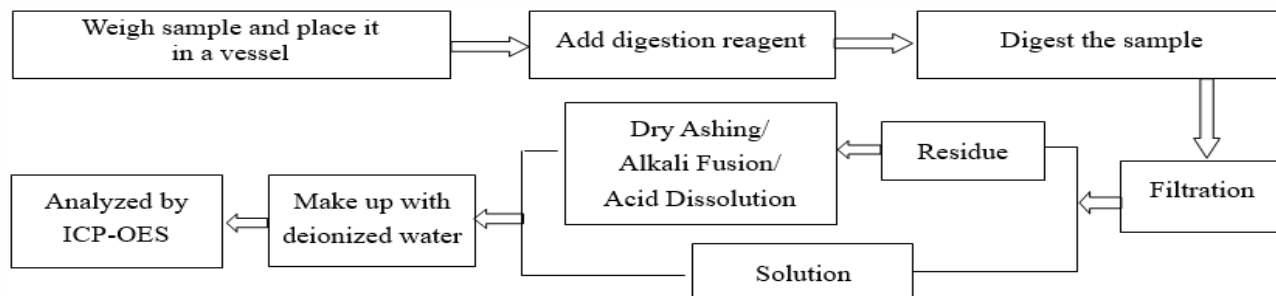 Weigh sample and place it
in a vessel
Add digestion reagent
Digest the sample
Filtration
Residue
Dry Ashing/
Alkali Fusion/
Acid Dissolution
Solution
Make up with
deionized water
Analyzed by
ICP-OES